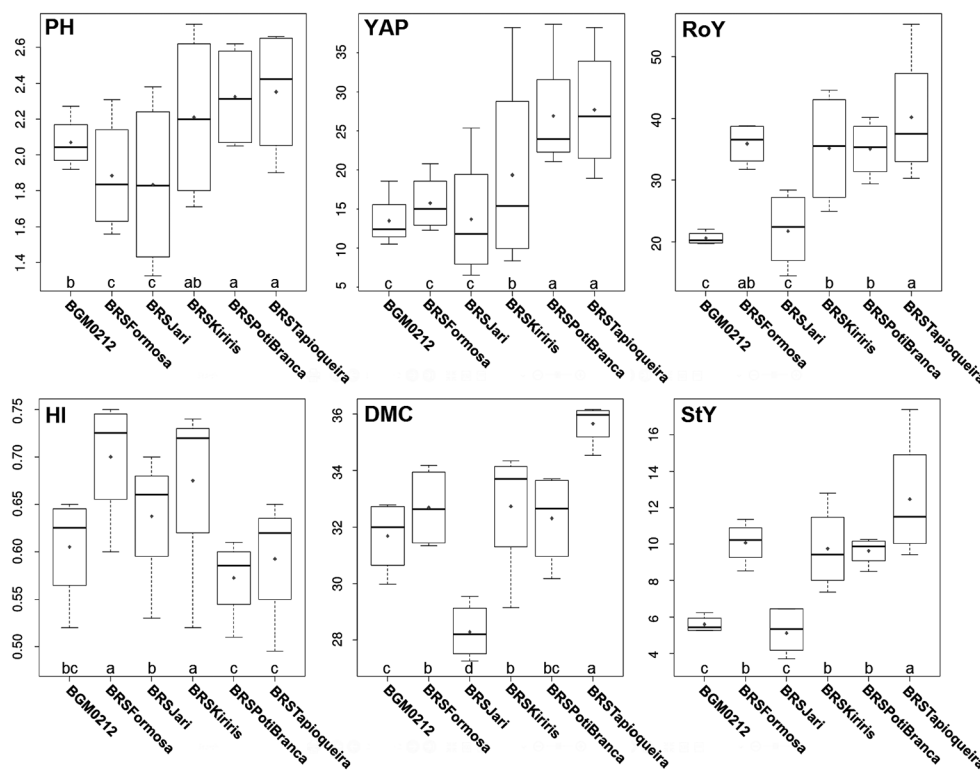 PH
2.6
2.4
2.2
2.0
1.8
1.6
1.4
b c c ab a a
BGM0212
BRSFormosa
BRSJari
BRSKiriris
BRSPotiBranca
BRSTapioqueira
YAP
35
30
25
20
15
10
5
c c c b a a
BGM0212
BRSFormosa
BRSJari
BRSKiriris
BRSPotiBranca
BRSTapioqueira
RoY
50
40
30
20
c ab c b b a
BGM0212
BRSFormosa
BRSJari
BRSKiriris
BRSPotiBranca
BRSTapioqueira
HI
0.75
0.70
0.65
0.60
0.55
0.50
bc a b a c c
BGM0212
BRSFormosa
BRSJari
BRSKiriris
BRSPotiBranca
BRSTapioqueira
DMC
36
34
32
30
28
c b d b bc a
BGM0212
BRSFormosa
BRSJari
BRSKiriris
BRSPotiBranca
BRSTapioqueira
StY
16
14
12
10
8
6
4
c b c b b a
BGM0212
BRSFormosa
BRSJari
BRSKiriris
BRSPotiBranca
BRSTapioqueira